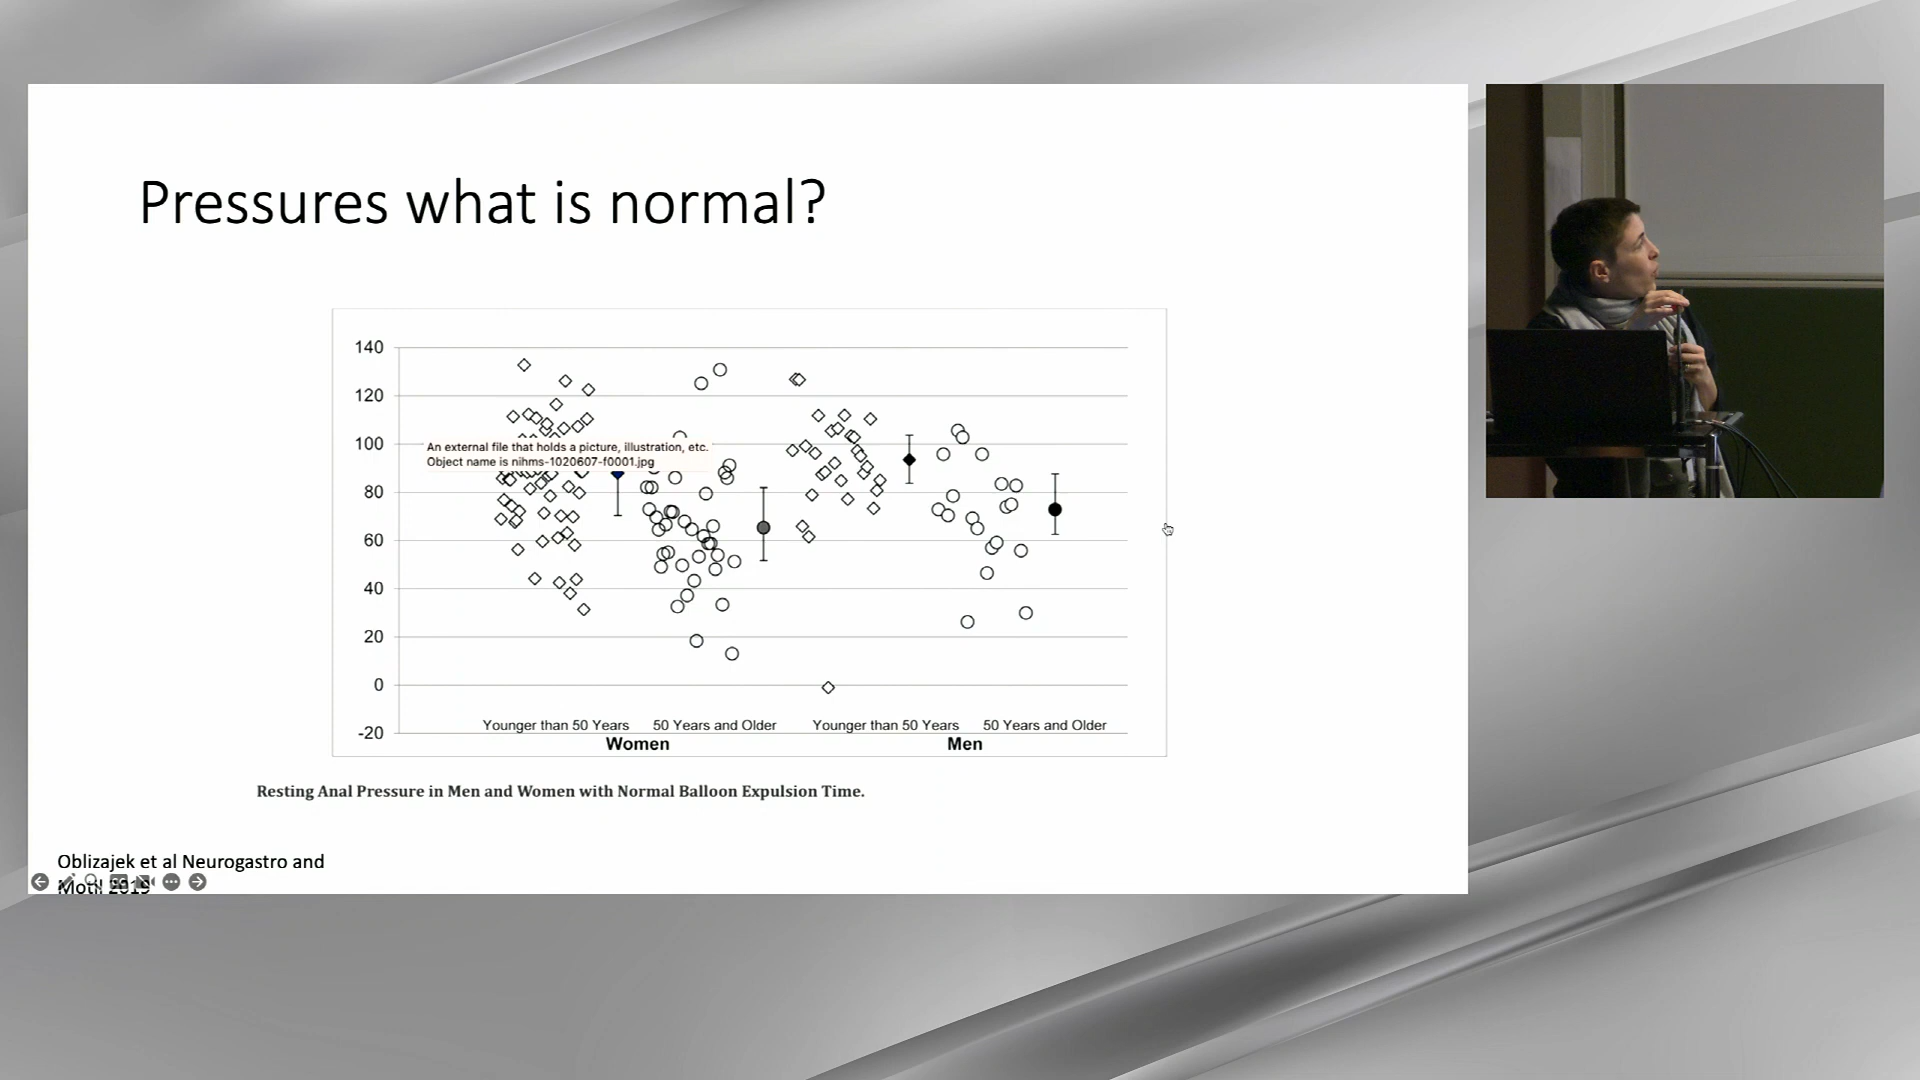 Pressures what is normal?
140
120
100
80
60
40
20
0
-20
An external file that holds a picture, illustration, etc.
Object name is nihms-1020607-f0001.jpg
Younger than 50 Years
50 Years and Older
Younger than 50 Years
50 Years and Older
Women
Men
Resting Anal Pressure in Men and Women with Normal Balloon Expulsion Time.
Oblizajek et al Neurogastro and
Motil 2019